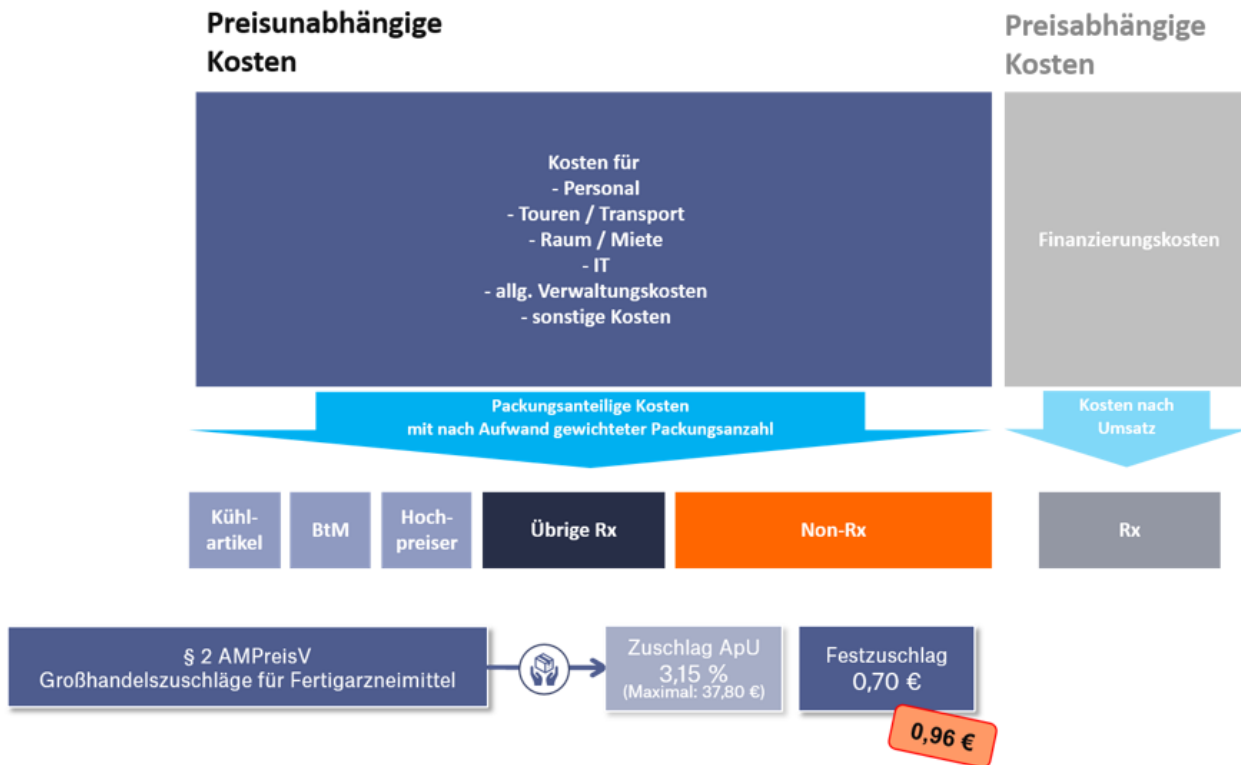 Preisunabhängige
Kosten
Preisabhängige
Kosten
Kosten für
- Personal
- Touren / Transport
- Raum / Miete
- IT
- allg. Verwaltungskosten
- sonstige Kosten
Finanzierungskosten
Packungsanteilige Kosten
mit nach Aufwand gewichteter Packungsanzahl
Kosten nach
Umsatz
Kühl-
artikel
BtM
Hoch-
preiser
Übrige Rx
Non-Rx
Rx
§ 2 AMPreisV
Großhandelszuschläge für Fertigarzneimittel
Zuschlag ApU
3,15 %
(Maximal: 37,80 €)
Festzuschlag
0,70 €
0,96 €